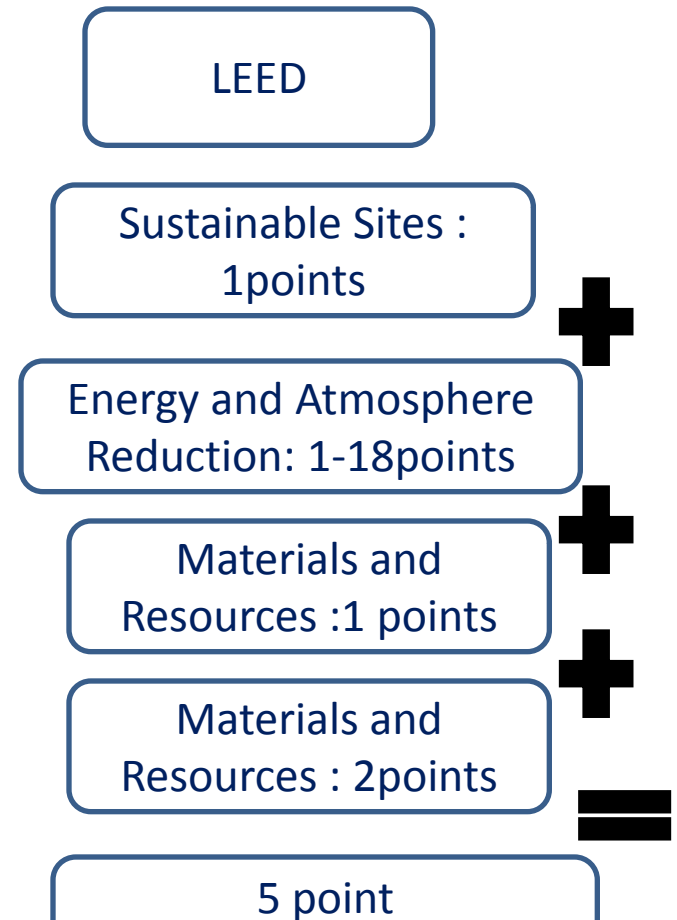 LEED
Sustainable Sites :
1points
Energy and Atmosphere
Reduction: 1-18points
Materials and
Resources :1 points
Materials and
Resources : 2points
5 point